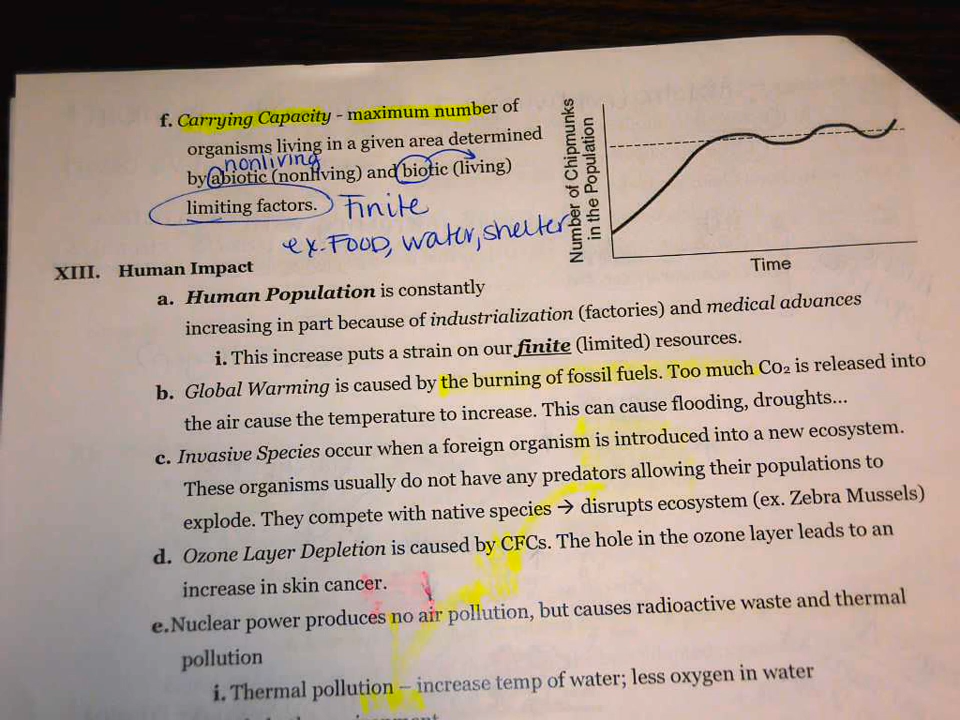 f. Carrying Capacity - maximum number of
organisms living in a given area determined
nonliving
by abiotic (nonliving) and biotic (living)
limiting factors. Finite
ex. Food, water, shelter
Number of Chipmunks
in the Population
Time
XIII. Human Impact
a. Human Population is constantly
increasing in part because of industrialization (factories) and medical advances
i. This increase puts a strain on our finite (limited) resources.
b. Global Warming is caused by the burning of fossil fuels. Too much Co2 is released into
the air cause the temperature to increase. This can cause flooding, droughts...
c. Invasive Species occur when a foreign organism is introduced into a new ecosystem.
These organisms usually do not have any predators allowing their populations to
explode. They compete with native species → disrupts ecosystem (ex. Zebra Mussels)
d. Ozone Layer Depletion is caused by CFCs. The hole in the ozone layer leads to an
increase in skin cancer.
e.Nuclear power produces no air pollution, but causes radioactive waste and thermal
pollution
i. Thermal pollution – increase temp of water; less oxygen in water